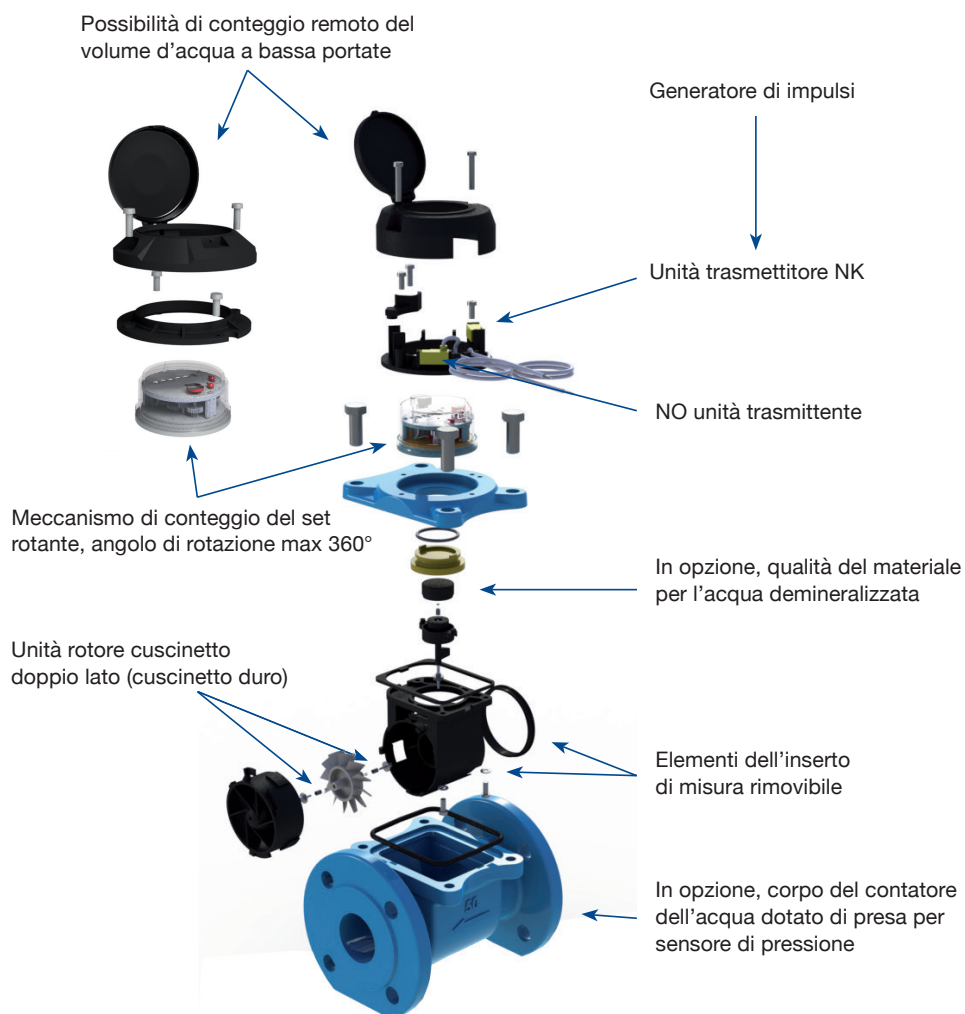 Possibilità di conteggio remoto del
volume d'acqua a bassa portate
Generatore di impulsi
Unità trasmettitore NK
NO unità trasmittente
Meccanismo di conteggio del set
rotante, angolo di rotazione max 360°
In opzione, qualità del materiale
per l'acqua demineralizzata
Unità rotore cuscinetto
doppio lato (cuscinetto duro)
Elementi dell'inserto
di misura rimovibile
In opzione, corpo del contatore
dell'acqua dotato di presa per
sensore di pressione